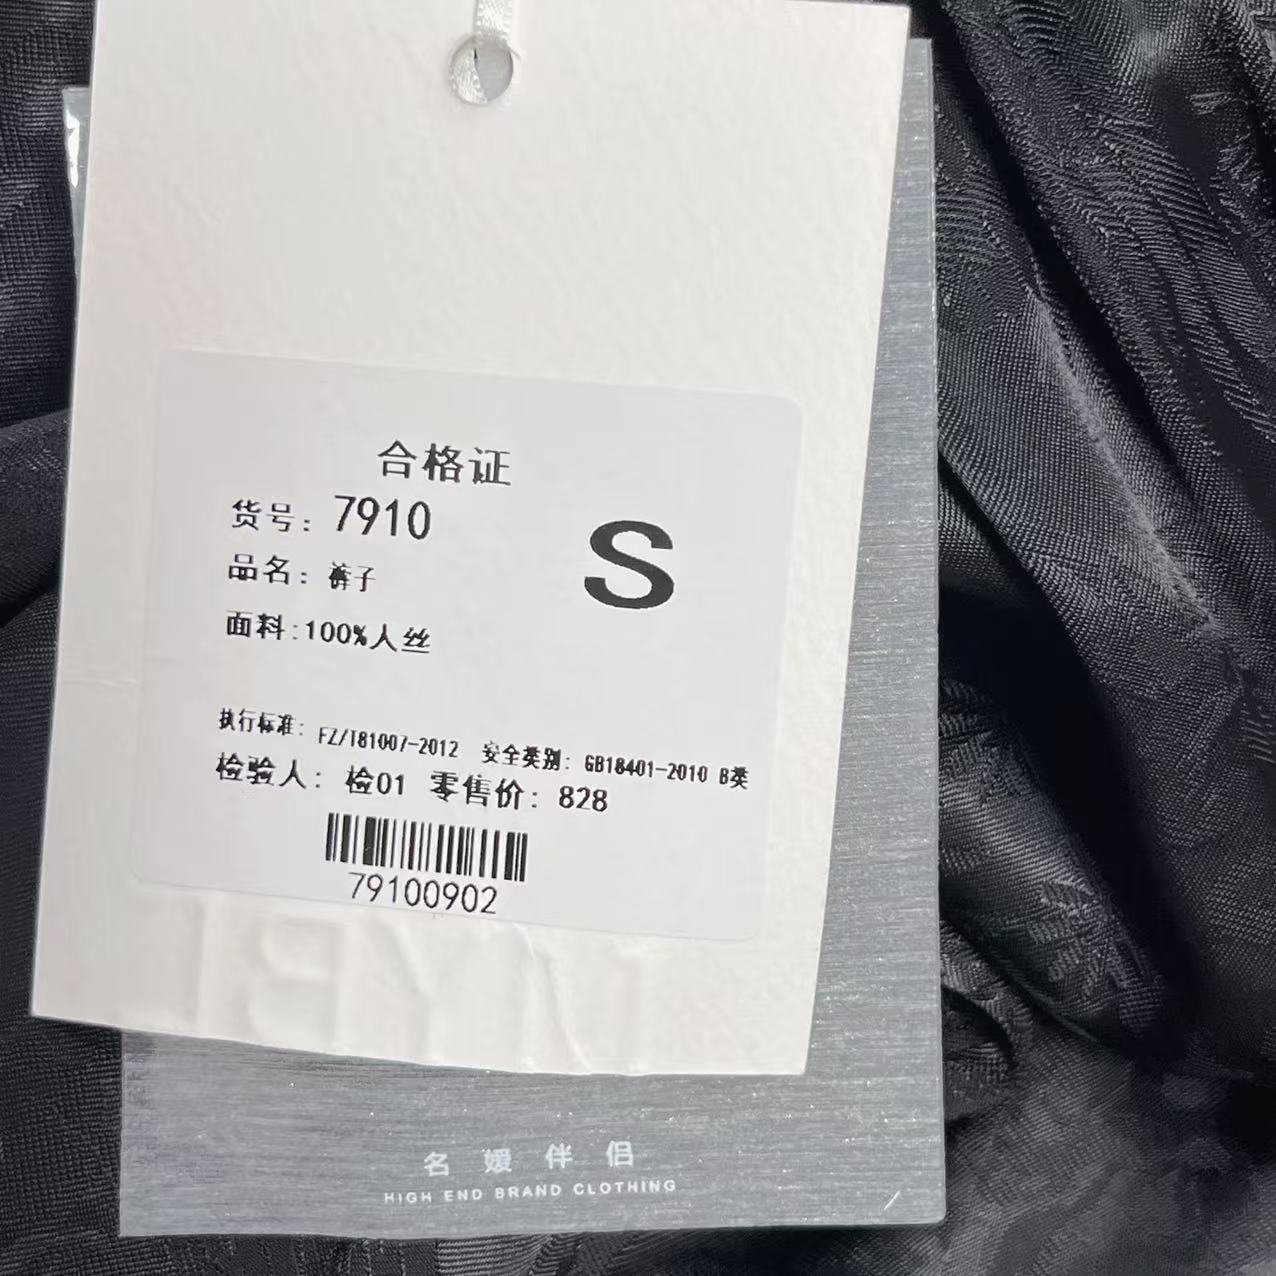 合格证
货号: 7910
S
品名: 裤子
面料:100%人丝
执行标准: FZ/T81007-2012 安全类别: GB18401-2010 B类
检验人: 检01 零售价: 828
79100902
名媛伴侣
HIGH END BRAND CLOTHING